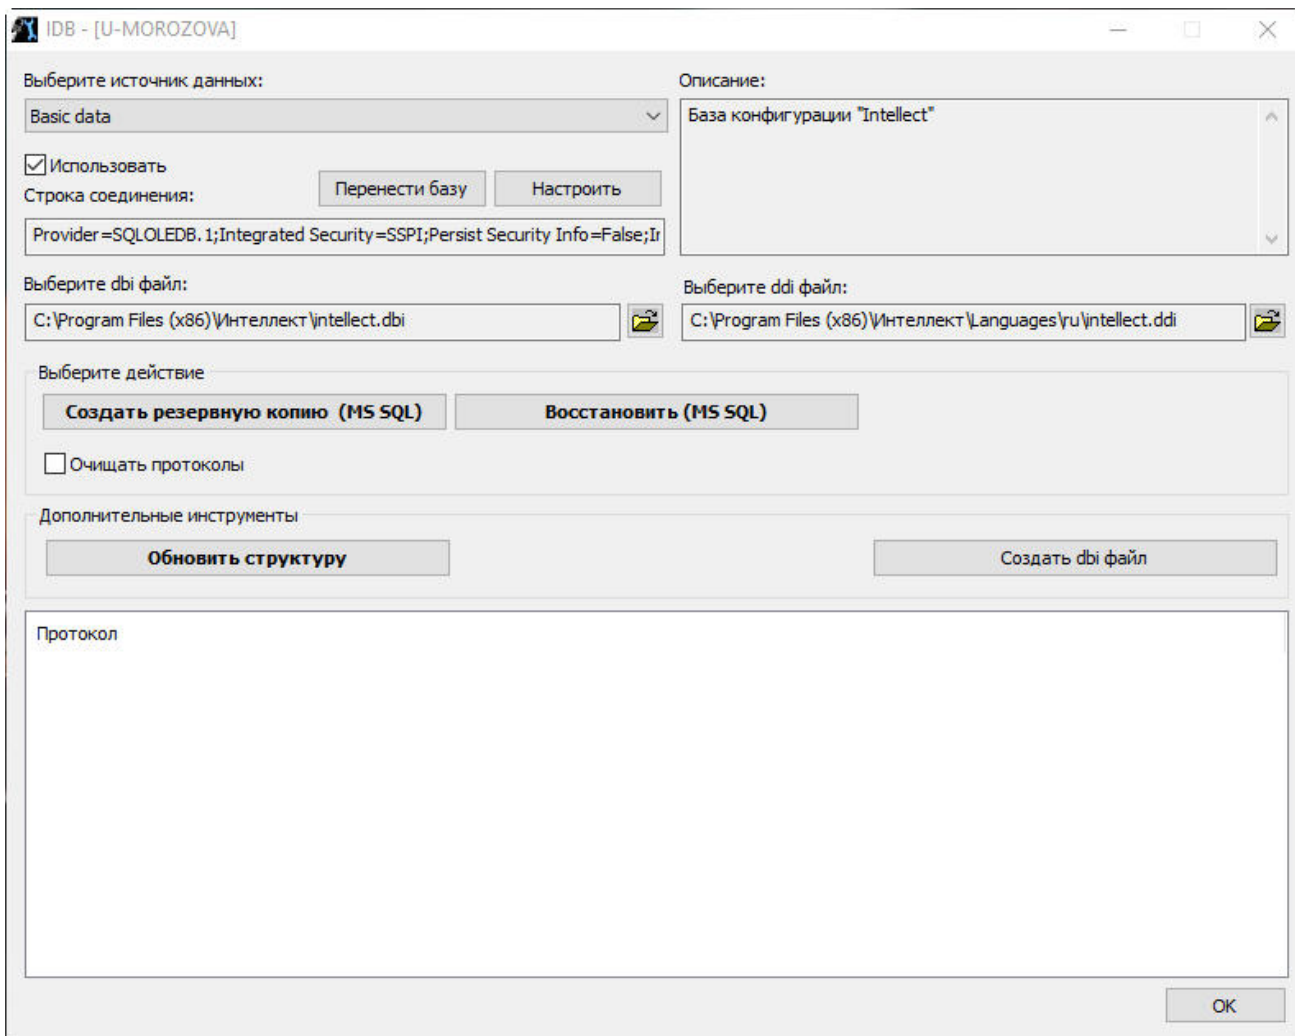 IDB - [U-MOROZOVA]
Выберите источник данных:
Basic data
Описание:
База конфигурации "Intellect"
Использовать
Строка соединения:
Перенести базу
Настроить
Provider=SQLOLEDB.1;Integrated Security=SSPI;Persist Security Info=False;Ir
Выберите dbi файл:
C:\Program Files (x86)\Интеллект\intellect.dbi
Выберите ddi файл:
C:\Program Files (x86)\Интеллект\Languages\ru\intellect.ddi
Выберите действие
Создать резервную копию (MS SQL)
Восстановить (MS SQL)
Очищать протоколы
Дополнительные инструменты
Обновить структуру
Создать dbi файл
Протокол
OK